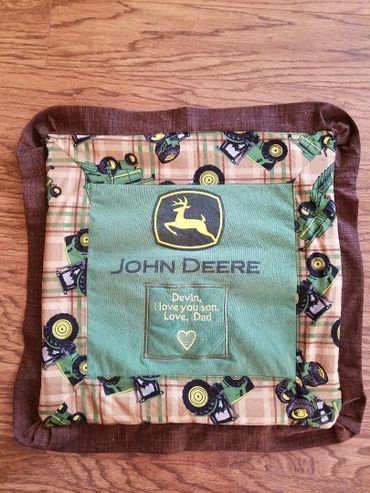 JOHN DEERE
Devin,
I love you son.
Love, Dad